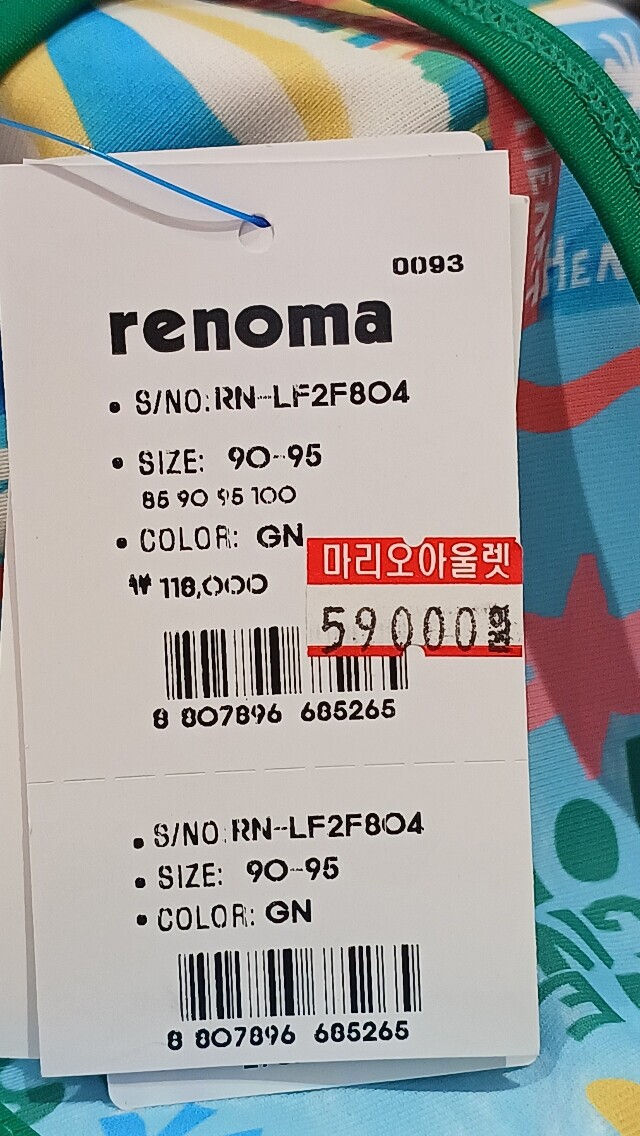 0093
renoma
• S/NO:RN-LF2F804
• SIZE: 90-95
85 90 95 100
• COLOR: GN
₩ 118,000
마리오아울렛
59000원
8 807896 685265
• S/NO:RN-LF2F804
• SIZE: 90-95
• COLOR: GN
8 807896 685265